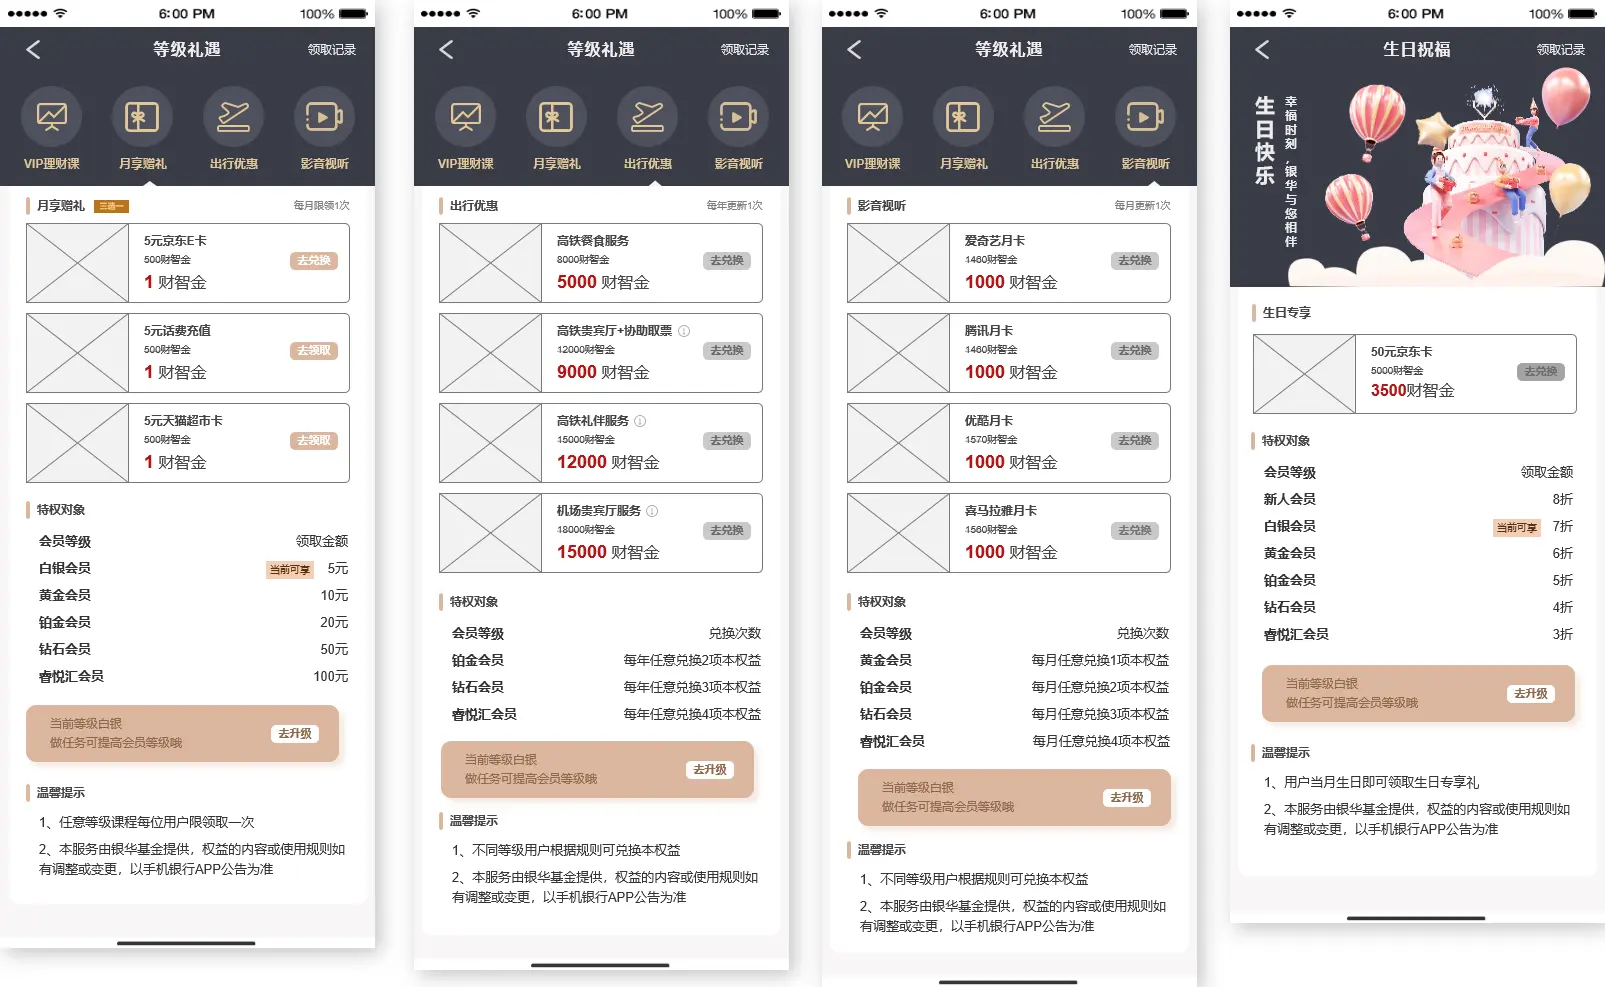 6:00 PM
100%
等级礼遇
领取记录
VIP理财课
月享赠礼
出行优惠
影音视听
月享赠礼
三选一
每月限领1次
5元京东E卡
500财智金
去兑换
1 财智金
5元话费充值
500财智金
去领取
1 财智金
5元天猫超市卡
500财智金
去领取
1 财智金
特权对象
会员等级 领取金额
白银会员 当前可享 5元
黄金会员 10元
铂金会员 20元
钻石会员 50元
睿悦汇会员 100元
当前等级白银
做任务可提高会员等级哦
去升级
温馨提示
1、任意等级课程每位用户限领取一次
2、本服务由银华基金提供，权益的内容或使用规则如
有调整或变更，以手机银行APP公告为准
6:00 PM
100%
等级礼遇
领取记录
VIP理财课
月享赠礼
出行优惠
影音视听
出行优惠
每年更新1次
高铁餐食服务
8000财智金
去兑换
5000 财智金
高铁贵宾厅+协助取票
12000财智金
去兑换
9000 财智金
高铁礼伴服务
15000财智金
去兑换
12000 财智金
机场贵宾厅服务
18000财智金
去兑换
15000 财智金
特权对象
会员等级 兑换次数
铂金会员 每年任意兑换2项本权益
钻石会员 每年任意兑换3项本权益
睿悦汇会员 每年任意兑换4项本权益
当前等级白银
做任务可提高会员等级哦
去升级
温馨提示
1、不同等级用户根据规则可兑换本权益
2、本服务由银华基金提供，权益的内容或使用规则如
有调整或变更，以手机银行APP公告为准
6:00 PM
100%
等级礼遇
领取记录
VIP理财课
月享赠礼
出行优惠
影音视听
影音视听
每月更新1次
爱奇艺月卡
1460财智金
去兑换
1000 财智金
腾讯月卡
1460财智金
去兑换
1000 财智金
优酷月卡
1570财智金
去兑换
1000 财智金
喜马拉雅月卡
1560财智金
去兑换
1000 财智金
特权对象
会员等级 兑换次数
黄金会员 每月任意兑换1项本权益
铂金会员 每月任意兑换2项本权益
钻石会员 每月任意兑换3项本权益
睿悦汇会员 每月任意兑换4项本权益
当前等级白银
做任务可提高会员等级哦
去升级
温馨提示
1、不同等级用户根据规则可兑换本权益
2、本服务由银华基金提供，权益的内容或使用规则如
有调整或变更，以手机银行APP公告为准
6:00 PM
100%
生日祝福
领取记录
生日快乐
幸福时刻，银华与您相伴
生日专享
50元京东卡
5000财智金
去兑换
3500财智金
特权对象
会员等级 领取金额
新人会员 8折
白银会员 当前可享 7折
黄金会员 6折
铂金会员 5折
钻石会员 4折
睿悦汇会员 3折
当前等级白银
做任务可提高会员等级哦
去升级
温馨提示
1、用户当月生日即可领取生日专享礼
2、本服务由银华基金提供，权益的内容或使用规则如
有调整或变更，以手机银行APP公告为准